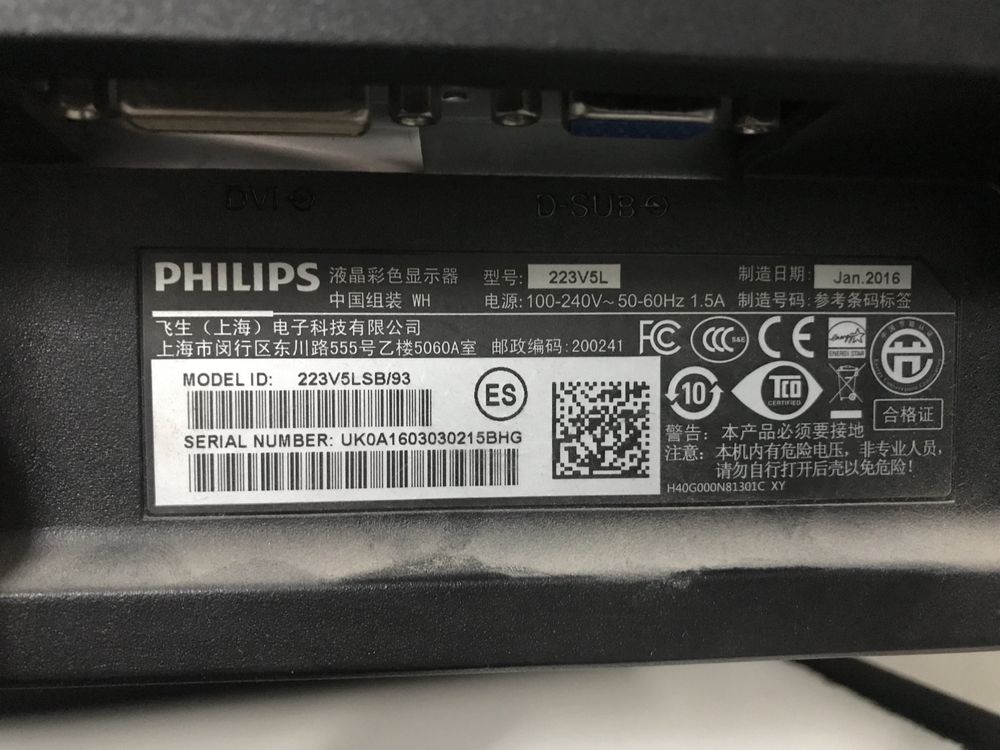 DVI
D-SUB
PHILIPS 液晶彩色显示器 型号: 223V5L 制造日期: Jan.2016
中国组装 WH 电源:100-240V~ 50-60Hz 1.5A 制造号码:参考条码标签
飞生（上海）电子科技有限公司
上海市闵行区东川路555号乙楼5060A室 邮政编码:200241
FC CCC S&E CE ENERGY STAR
MODEL ID: 223V5LSB/93
ES
10 TCO CERTIFIED
合格证
SERIAL NUMBER: UK0A1603030215BHG
警告: 本产品必须要接地
注意: 本机内有危险电压，非专业人员，
请勿自行打开后壳以免危险!
H40G000N81301C XY